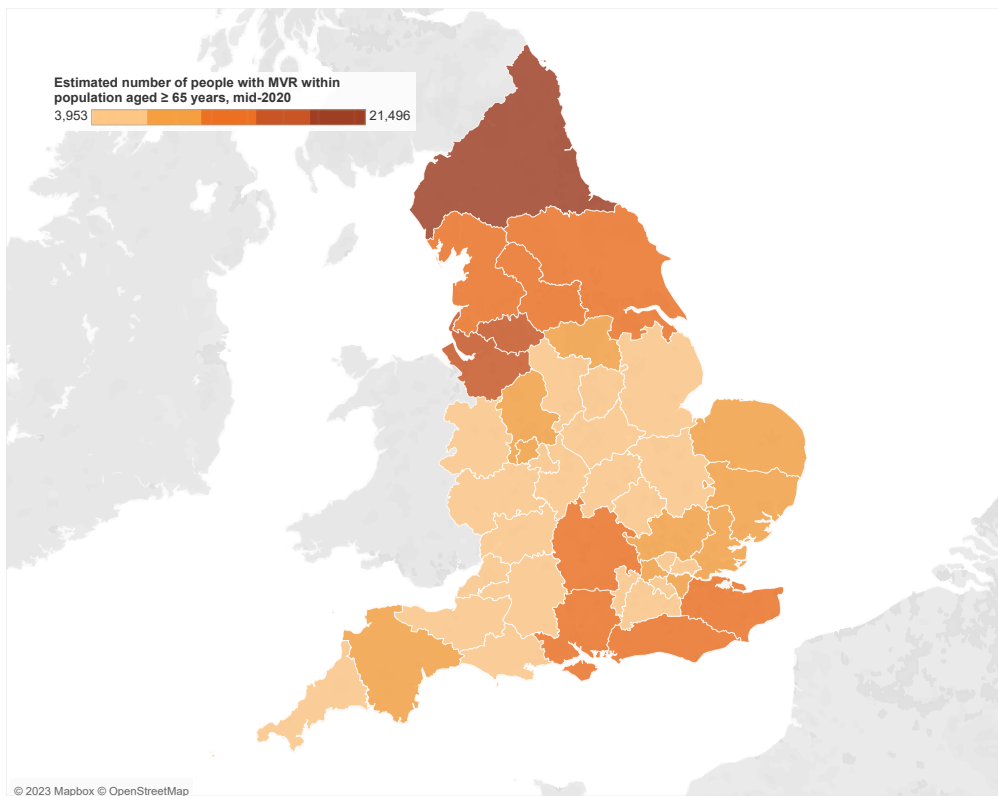 Estimated number of people with MVR within
population aged ≥ 65 years, mid-2020
3,953 21,496
© 2023 Mapbox © OpenStreetMap